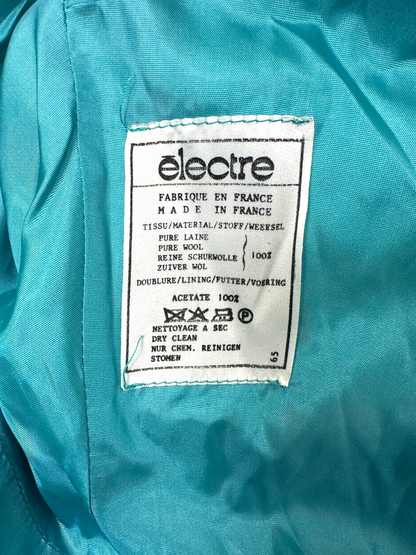 électre
FABRIQUE EN FRANCE
MADE IN FRANCE
TISSU/MATERIAL/STOFF/WEEESEL
PURE LAINE
PURE WOOL
REINE SCHURWOLLE 100%
ZUIVER WOL
DOUBLURE/LINING/FUTTER/VOERING
ACETATE 100%
P
NETTOYAGE A SEC
DRY CLEAN
NUR CHEM. REINIGEN
STOMEN
65